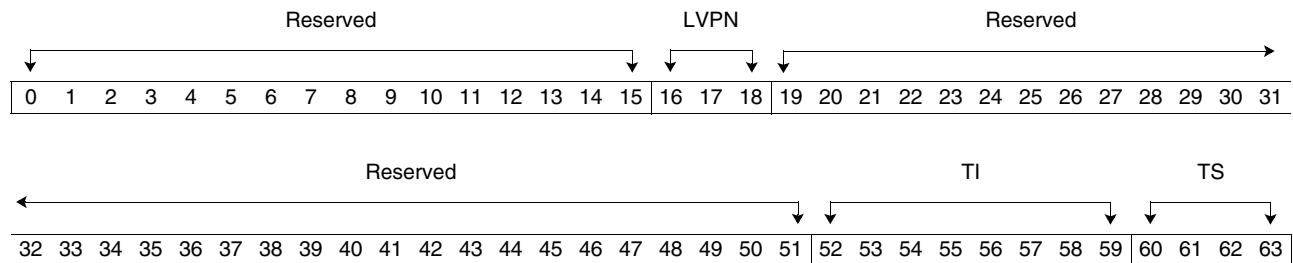 Reserved LVPN Reserved
0 1 2 3 4 5 6 7 8 9 10 11 12 13 14 15 16 17 18 19 20 21 22 23 24 25 26 27 28 29 30 31
Reserved TI TS
32 33 34 35 36 37 38 39 40 41 42 43 44 45 46 47 48 49 50 51 52 53 54 55 56 57 58 59 60 61 62 63